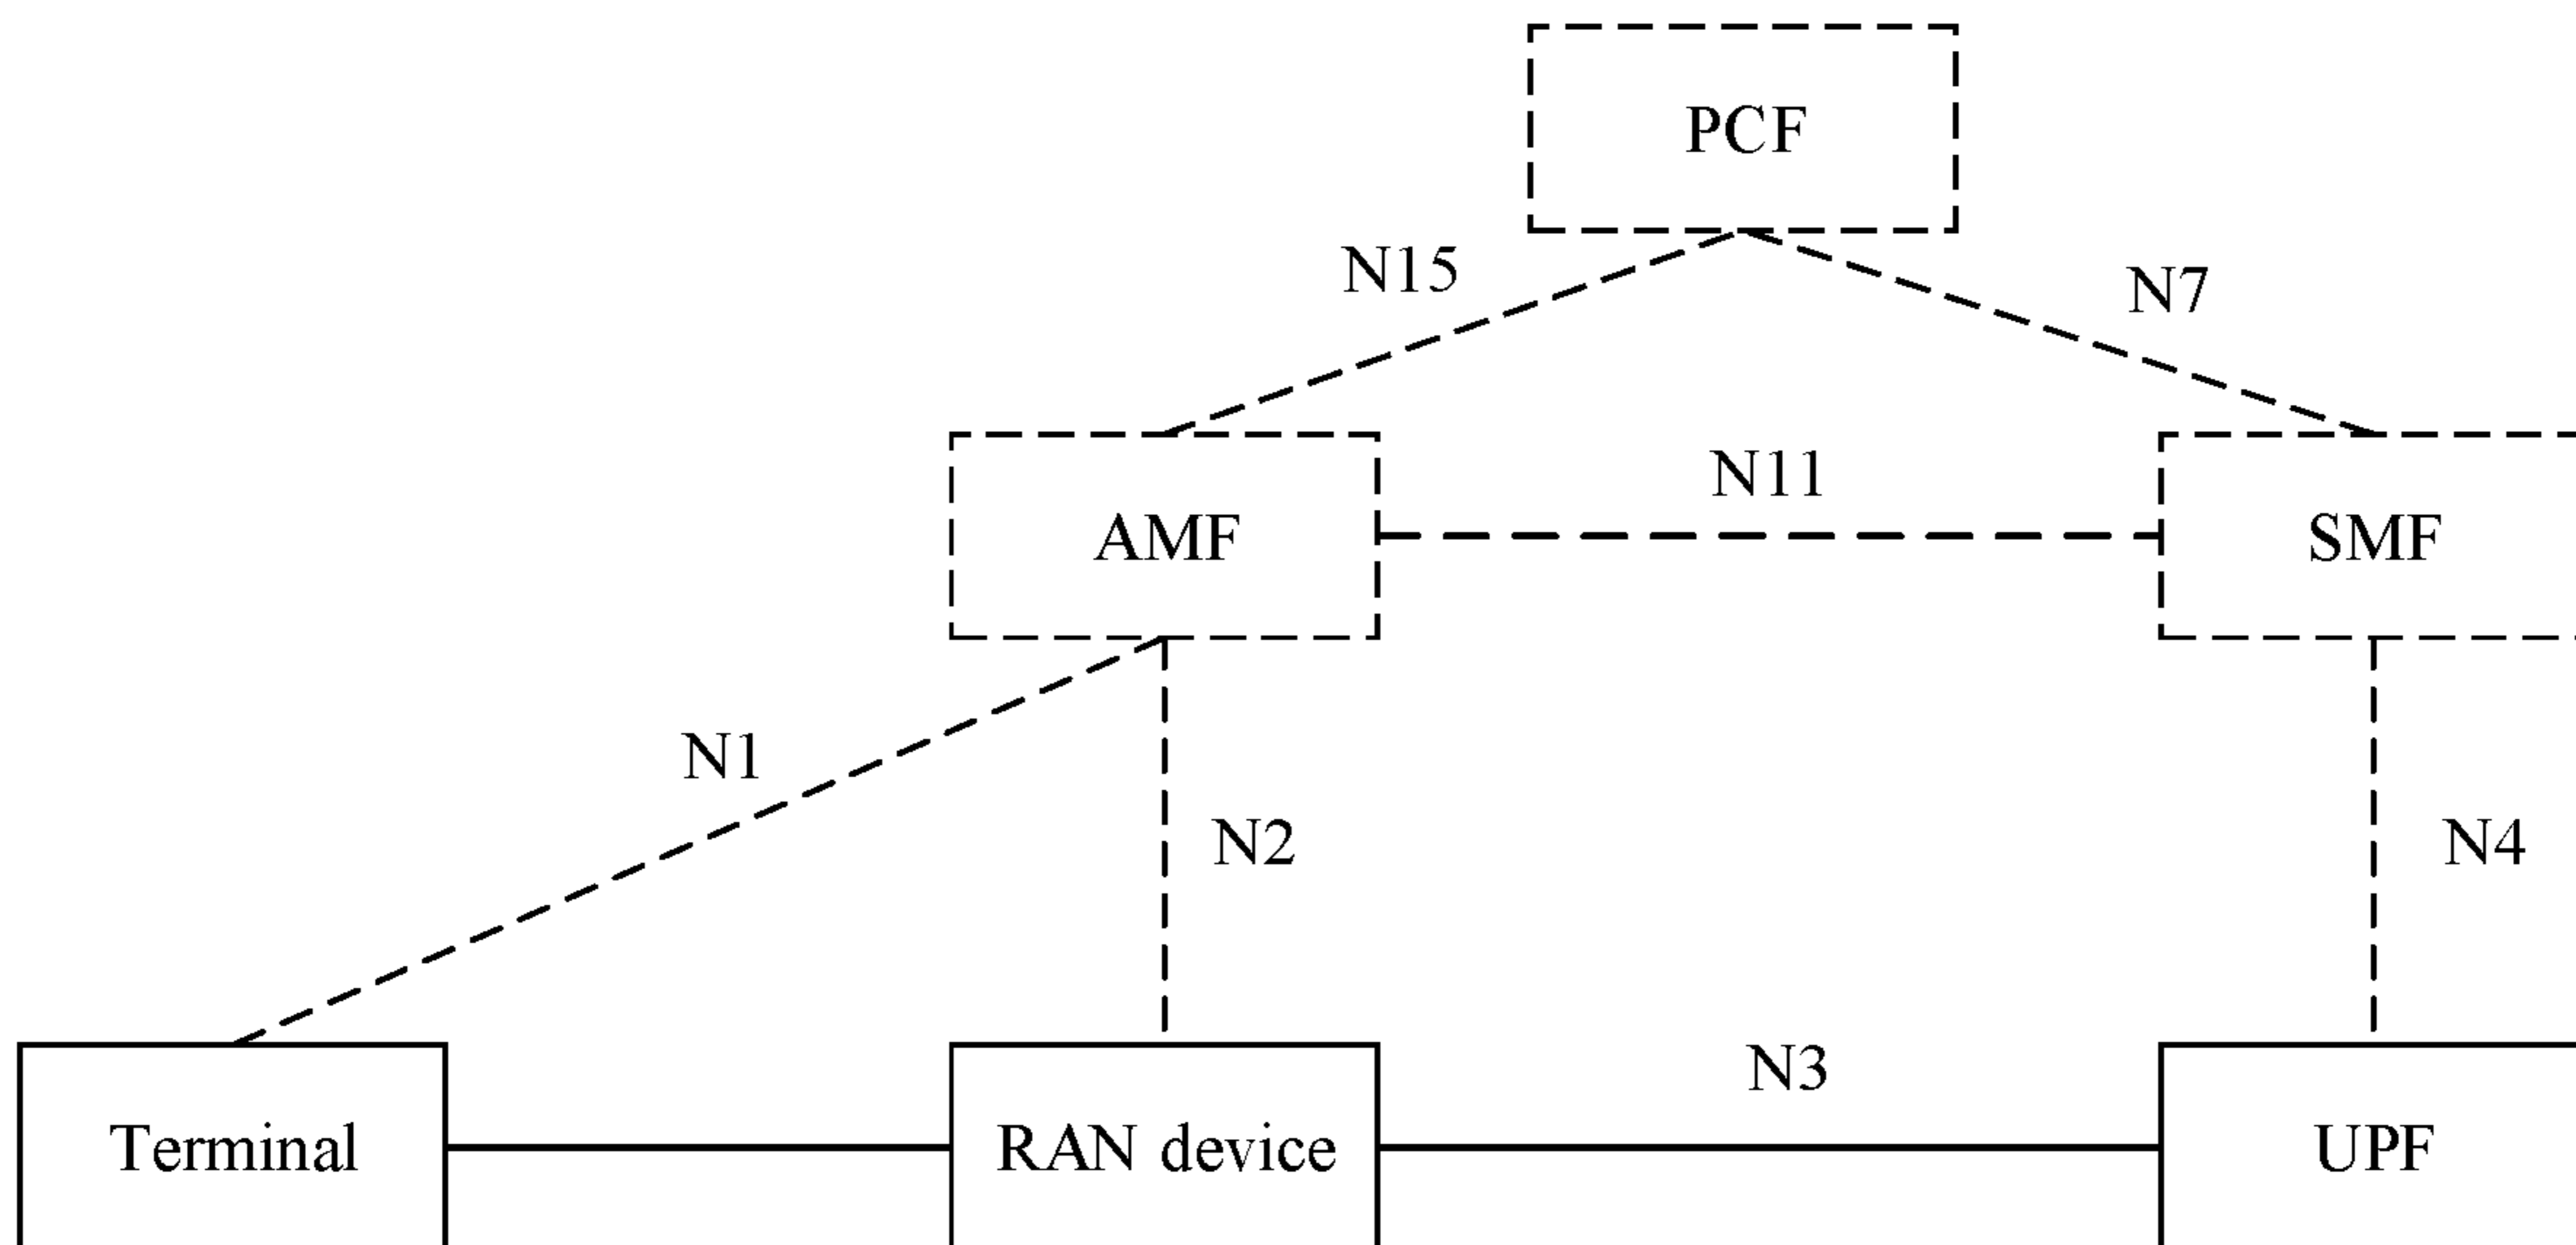 PCF
N15
N7
N11
AMF
SMF
N1
N2
N4
N3
Terminal
RAN device
UPF